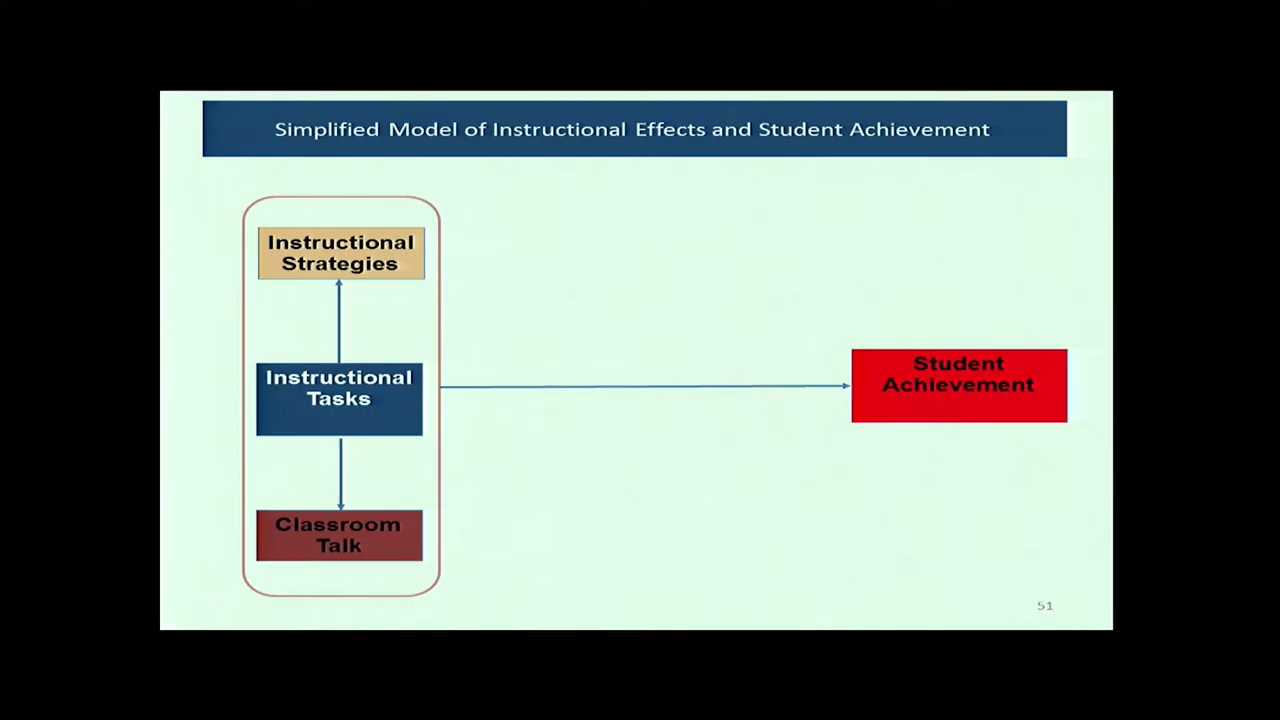 Simplified Model of Instructional Effects and Student Achievement
Instructional
Strategies
Instructional
Tasks
Student
Achievement
Classroom
Talk
51